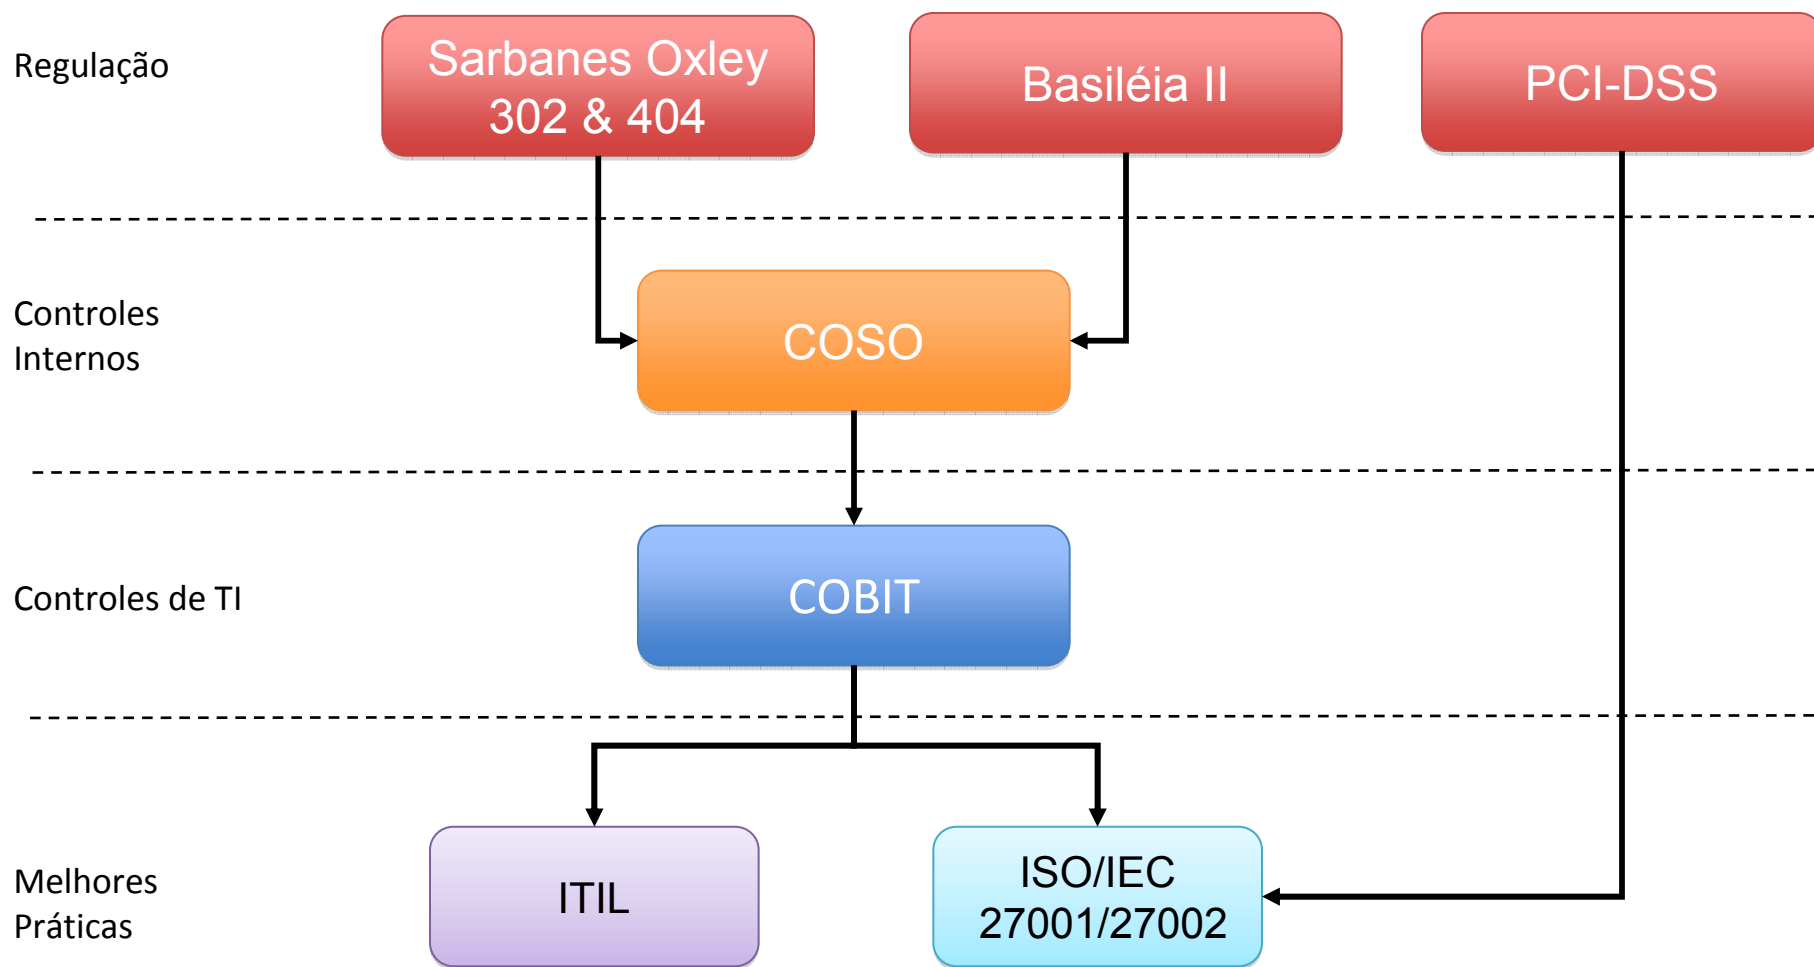 Regulação
Sarbanes Oxley
302 & 404
Basiléia II
PCI-DSS
Controles
Internos
COSO
Controles de TI
COBIT
Melhores
Práticas
ITIL
ISO/IEC
27001/27002